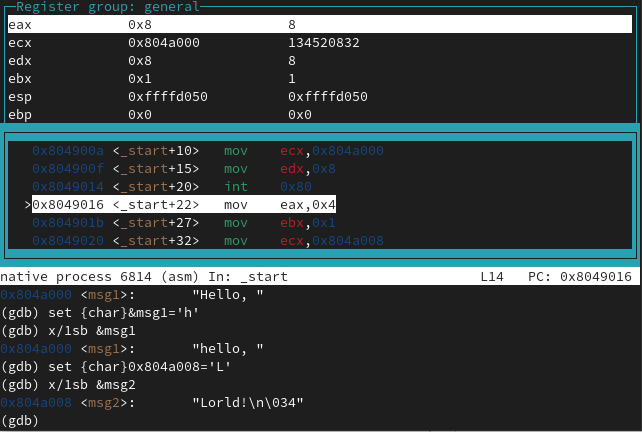 Register group: general
eax 0x8 8
ecx 0x804a000 134520832
edx 0x8 8
ebx 0x1 1
esp 0xffffd050 0xffffd050
ebp 0x0 0x0
0x804900a <_start+10> mov ecx,0x804a000
0x804900f <_start+15> mov edx,0x8
0x8049014 <_start+20> int 0x80
>0x8049016 <_start+22> mov eax,0x4
0x804901b <_start+27> mov ebx,0x1
0x8049020 <_start+32> mov ecx,0x804a008
native process 6814 (asm) In: _start L14 PC: 0x8049016
0x804a000 <msg1>: "Hello, "
(gdb) set {char}&msg1='h'
(gdb) x/1sb &msg1
0x804a000 <msg1>: "hello, "
(gdb) set {char}0x804a008='L'
(gdb) x/1sb &msg2
0x804a008 <msg2>: "Lorld!\n\034"
(gdb)